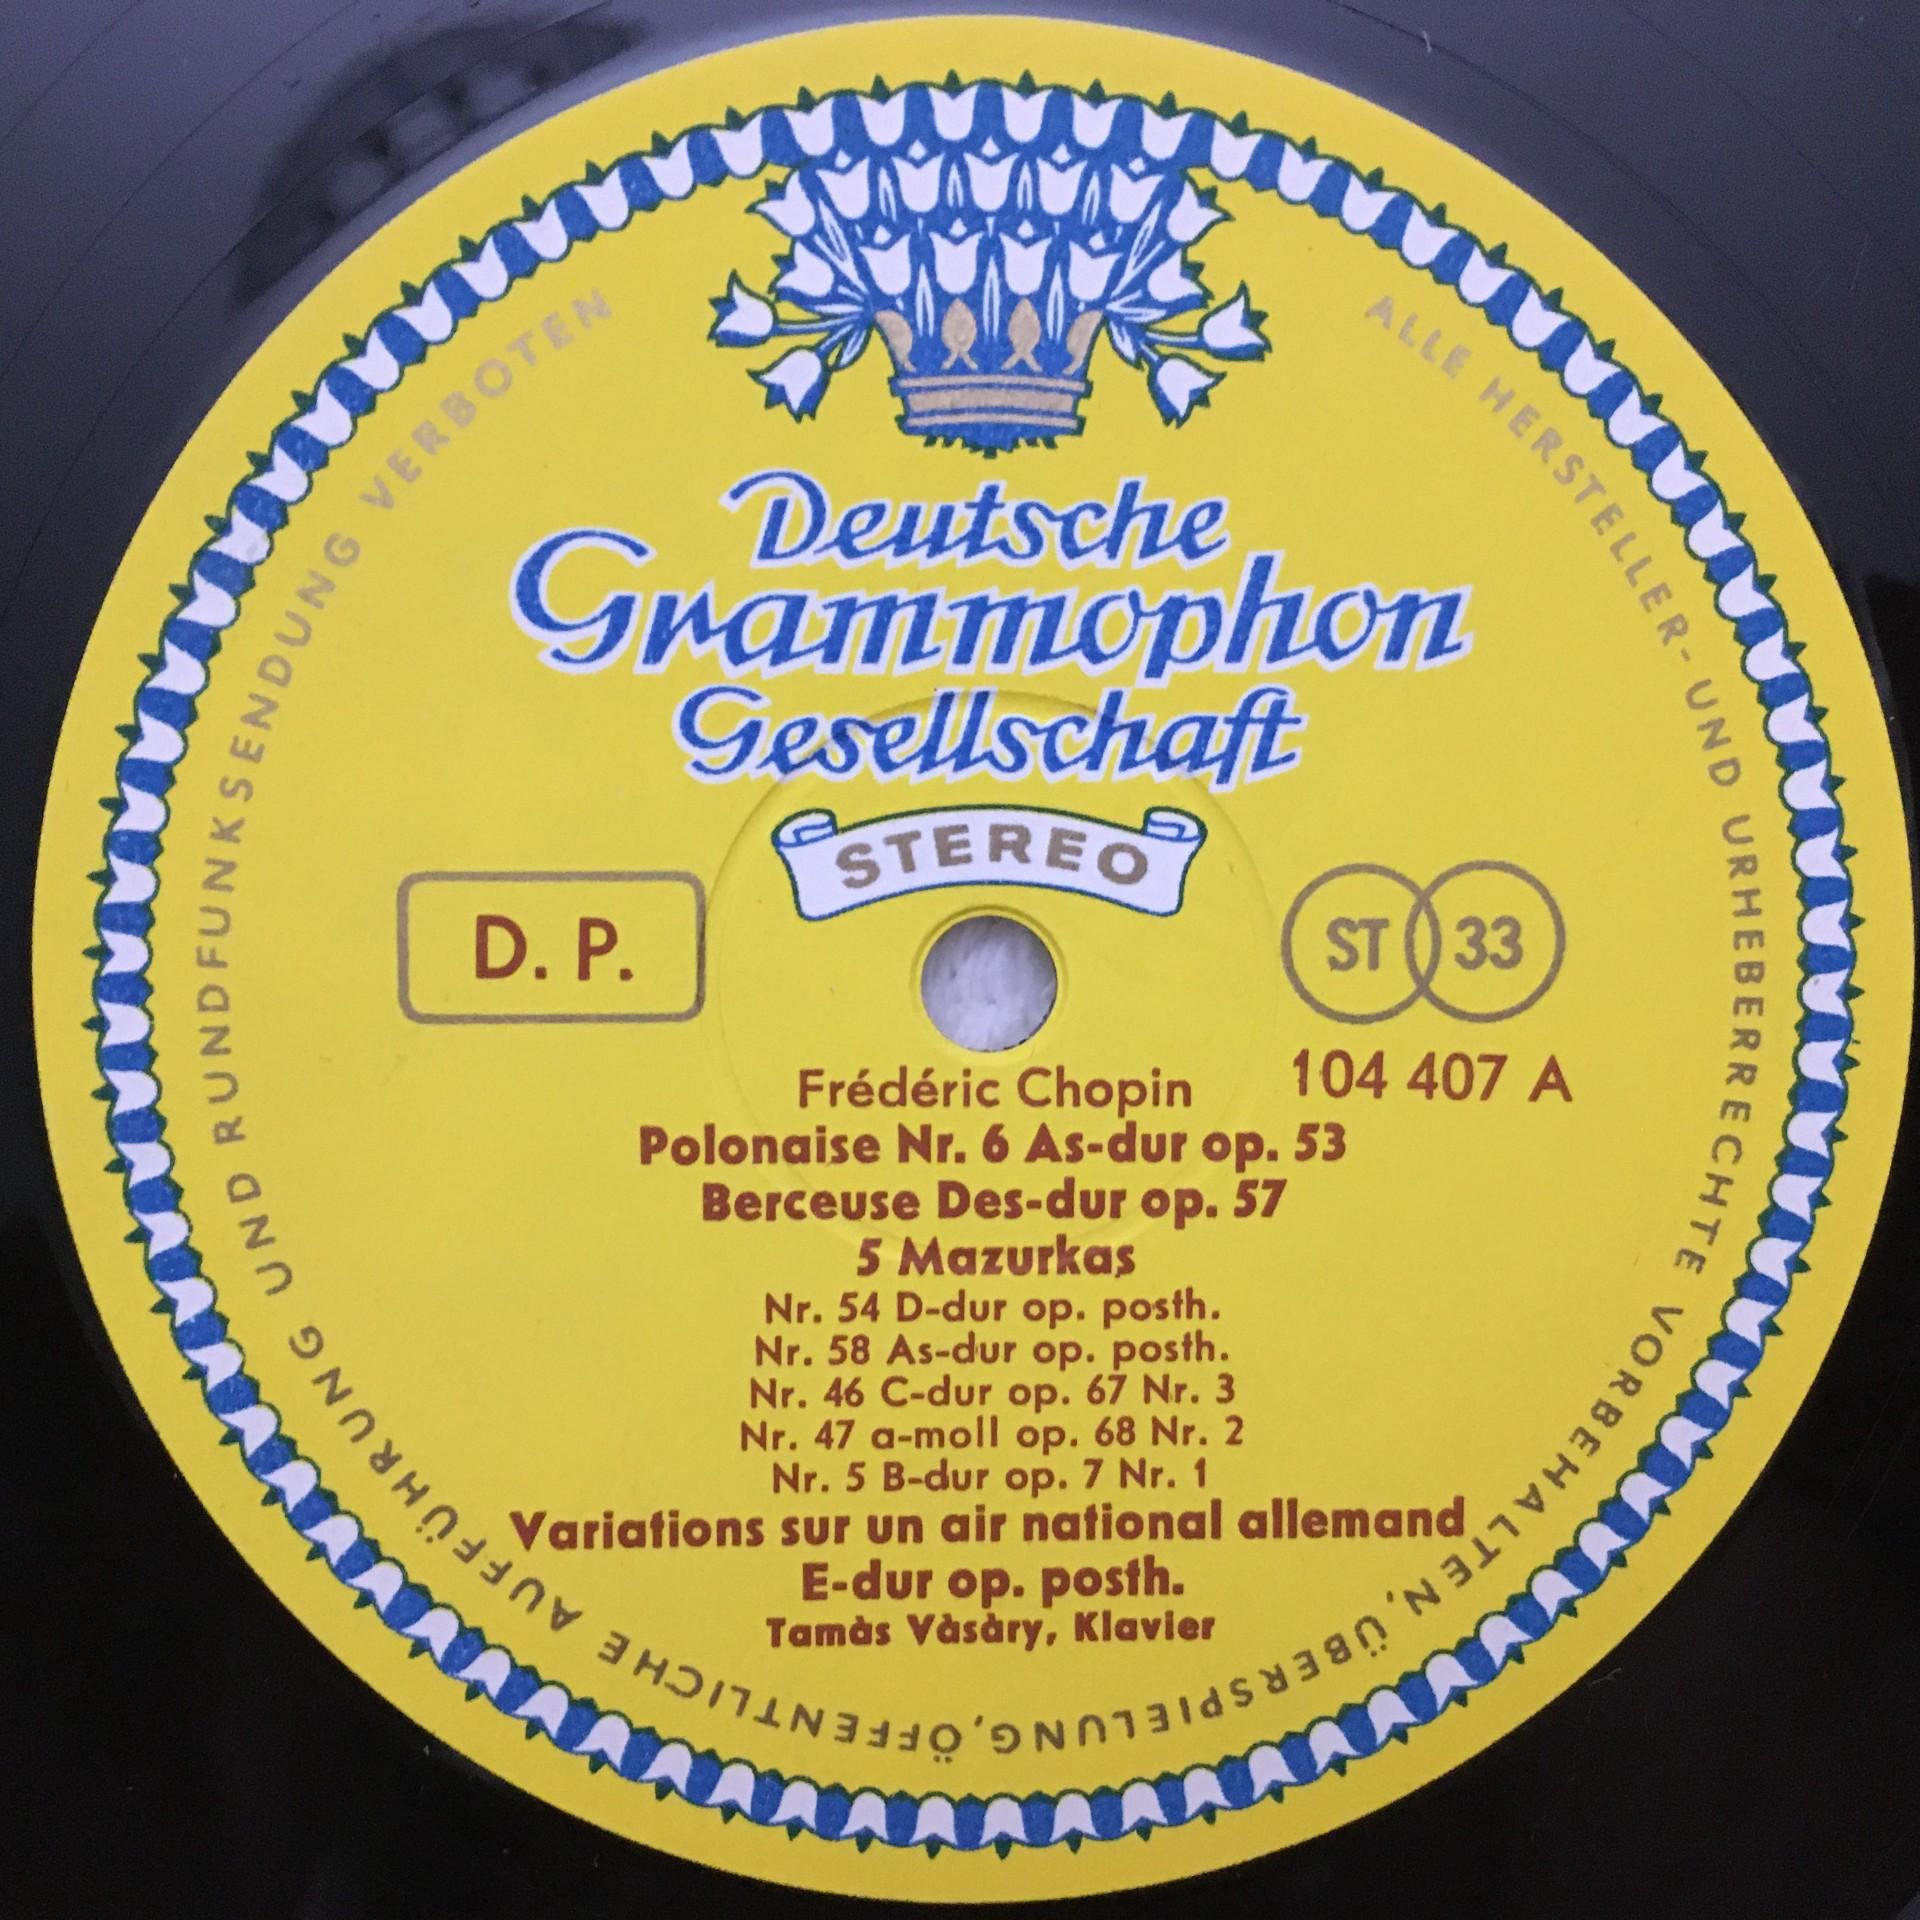 Deutsche
Grammophon
Gesellschaft
STEREO
D. P.
ST 33
104 407 A
Frédéric Chopin
Polonaise Nr. 6 As-dur op. 53
Berceuse Des-dur op. 57
5 Mazurkas
Nr. 54 D-dur op. posth.
Nr. 58 As-dur op. posth.
Nr. 46 C-dur op. 67 Nr. 3
Nr. 47 a-moll op. 68 Nr. 2
Nr. 5 B-dur op. 7 Nr. 1
Variations sur un air national allemand
E-dur op. posth.
Tamàs Vàsàry, Klavier
ALLE HERSTELLER- UND URHEBERRECHTE VORBEHALTEN, ÜBERSPIELUNG, ÖFFENTLICHE AUFFÜHRUNG UND RUNDFUNKSENDUNG VERBOTEN